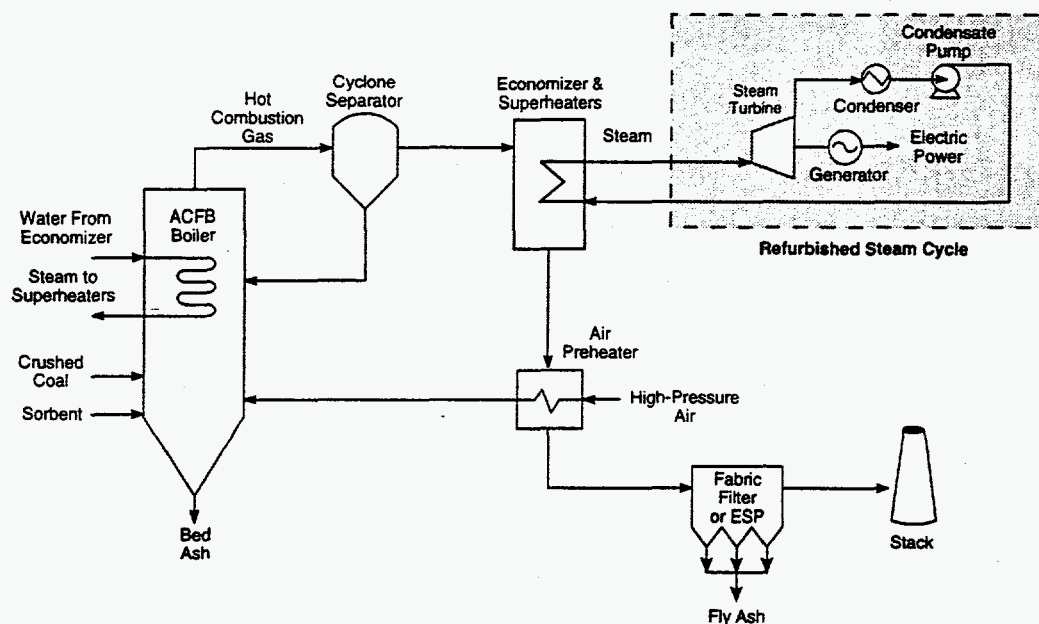 Condensate
Pump
Cyclone
Separator
Economizer &
Superheaters
Steam
Turbine
Hot
Combustion
Gas
Steam
Condenser
Electric
Power
Generator
Water From
Economizer
ACFB
Boiler
Refurbished Steam Cycle
Steam to
Superheaters
Air
Preheater
Crushed
Coal
High-Pressure
Air
Sorbent
Fabric
Filter
or ESP
Bed
Ash
Stack
Fly Ash